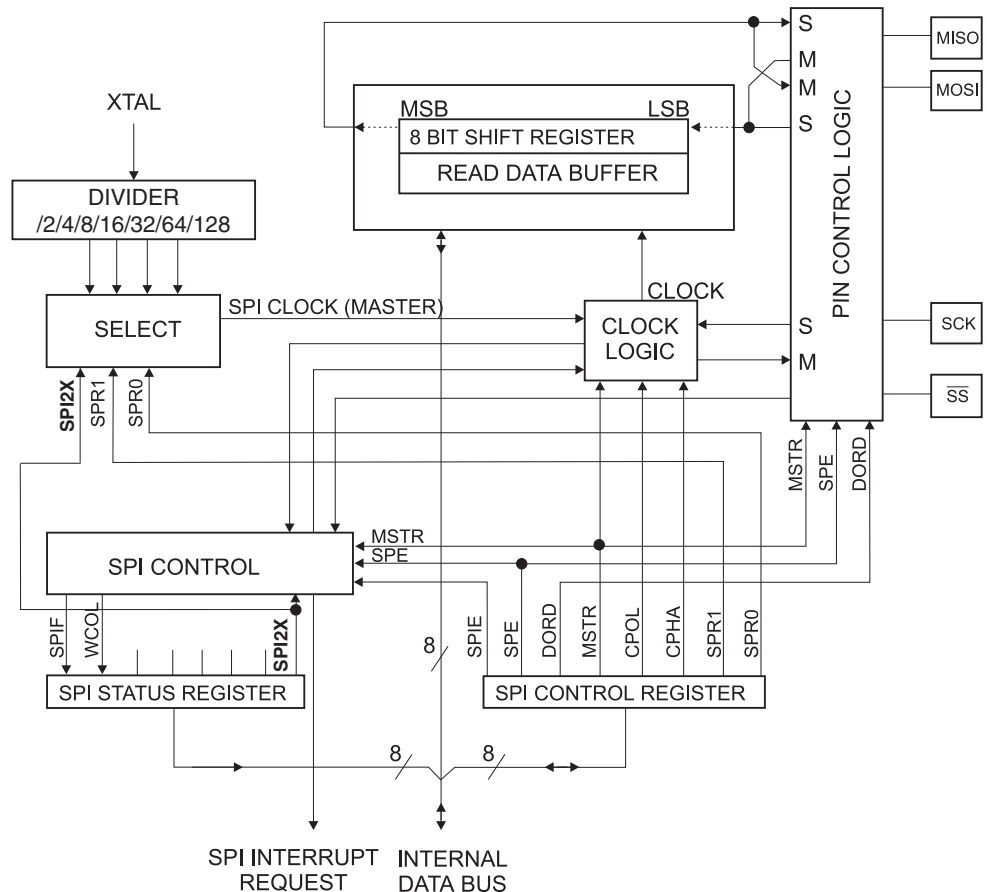 S
MISO
M
XTAL
M
MOSI
MSB
LSB
S
8 BIT SHIFT REGISTER
READ DATA BUFFER
PIN CONTROL LOGIC
DIVIDER
/2/4/8/16/32/64/128
SPI CLOCK (MASTER)
CLOCK
SELECT
CLOCK
LOGIC
S
SCK
M
SPI2X
SPR1
SPR0
SS
MSTR
SPE
DORD
MSTR
SPE
SPI CONTROL
SPIF
WCOL
SPI2X
SPIE
SPE
DORD
MSTR
CPOL
CPHA
SPR1
SPR0
8
SPI STATUS REGISTER
SPI CONTROL REGISTER
8
8
SPI INTERRUPT
REQUEST
INTERNAL
DATA BUS